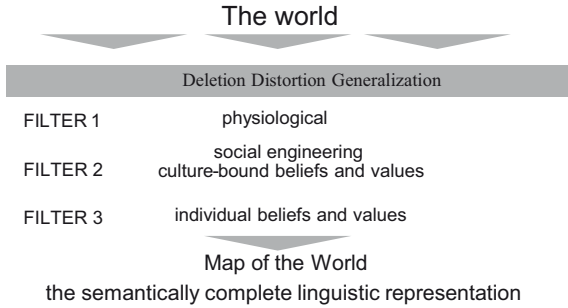 The world
Deletion Distortion Generalization
FILTER 1 physiological
social engineering
FILTER 2 culture-bound beliefs and values
FILTER 3 individual beliefs and values
Map of the World
the semantically complete linguistic representation